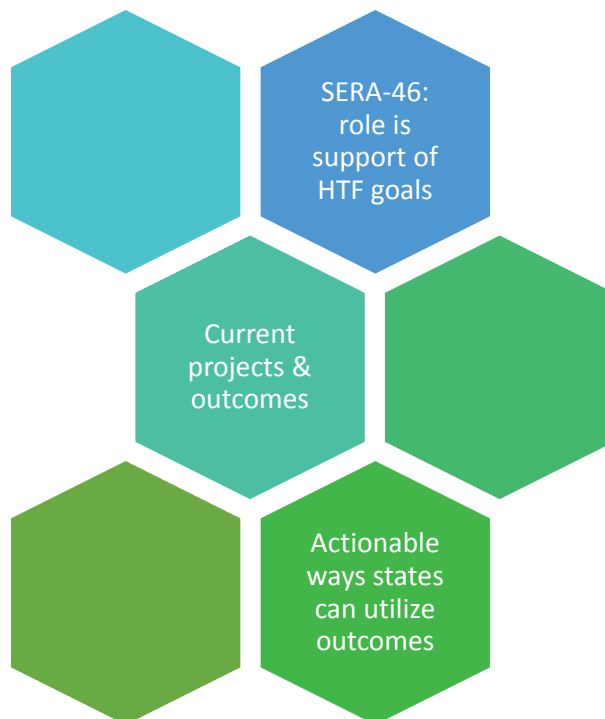 SERA-46:
role is
support of
HTF goals
Current
projects &
outcomes
Actionable
ways states
can utilize
outcomes